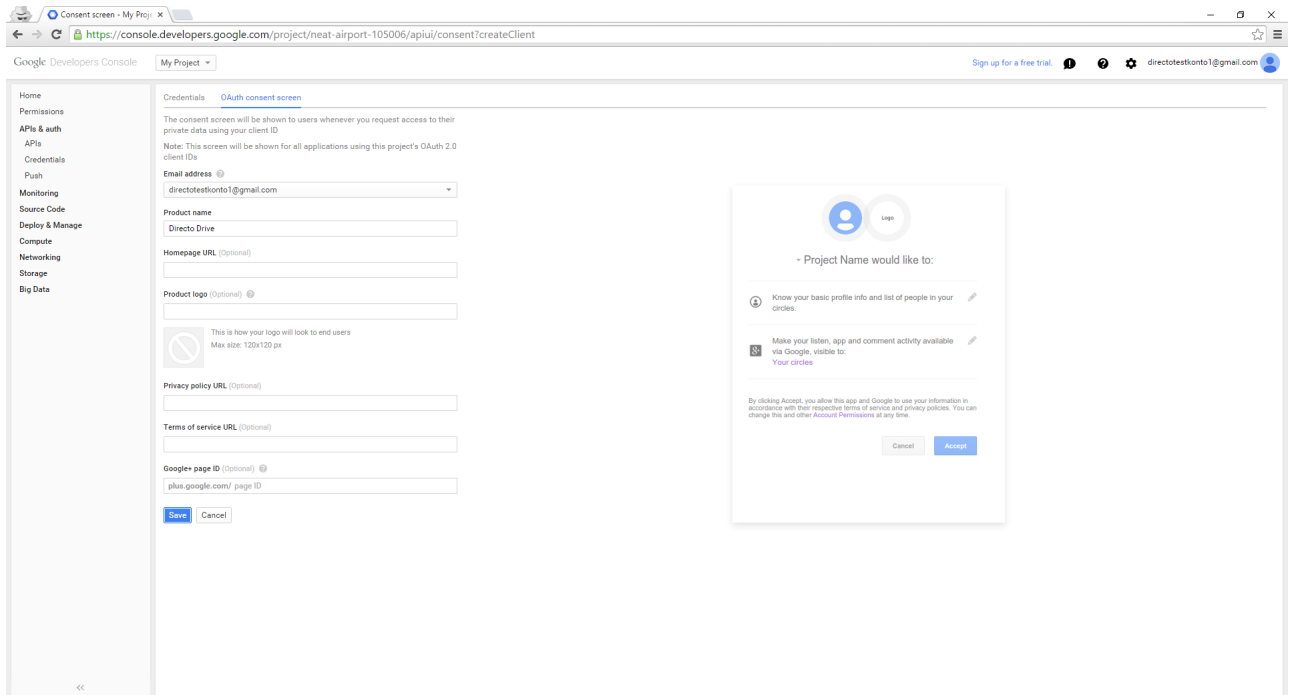 Consent screen - My Proje
https://console.developers.google.com/project/neat-airport-105006/apiui/consent?createClient
Google Developers Console
My Project
Sign up for a free trial.
directotestkonto1@gmail.com
Home
Permissions
APIs & auth
APIs
Credentials
Push
Monitoring
Source Code
Deploy & Manage
Compute
Networking
Storage
Big Data
Credentials
OAuth consent screen
The consent screen will be shown to users whenever you request access to their
private data using your client ID.
Note: This screen will be shown for all applications using this project's OAuth 2.0
client IDs
Email address
directotestkonto1@gmail.com
Product name
Directo Drive
Homepage URL (Optional)
Product logo (Optional)
This is how your logo will look to end users
Max size: 120x120 px
Privacy policy URL (Optional)
Terms of service URL (Optional)
Google+ page ID (Optional)
plus.google.com/ page ID
Save
Cancel
Logo
Project Name would like to:
Know your basic profile info and list of people in your
circles.
Make your listen, app and comment activity available
via Google, visible to:
Your circles
By clicking Accept, you allow this app and Google to use your information in
accordance with their respective terms of service and privacy policies. You can
change this and other Account Permissions at any time.
Cancel
Accept